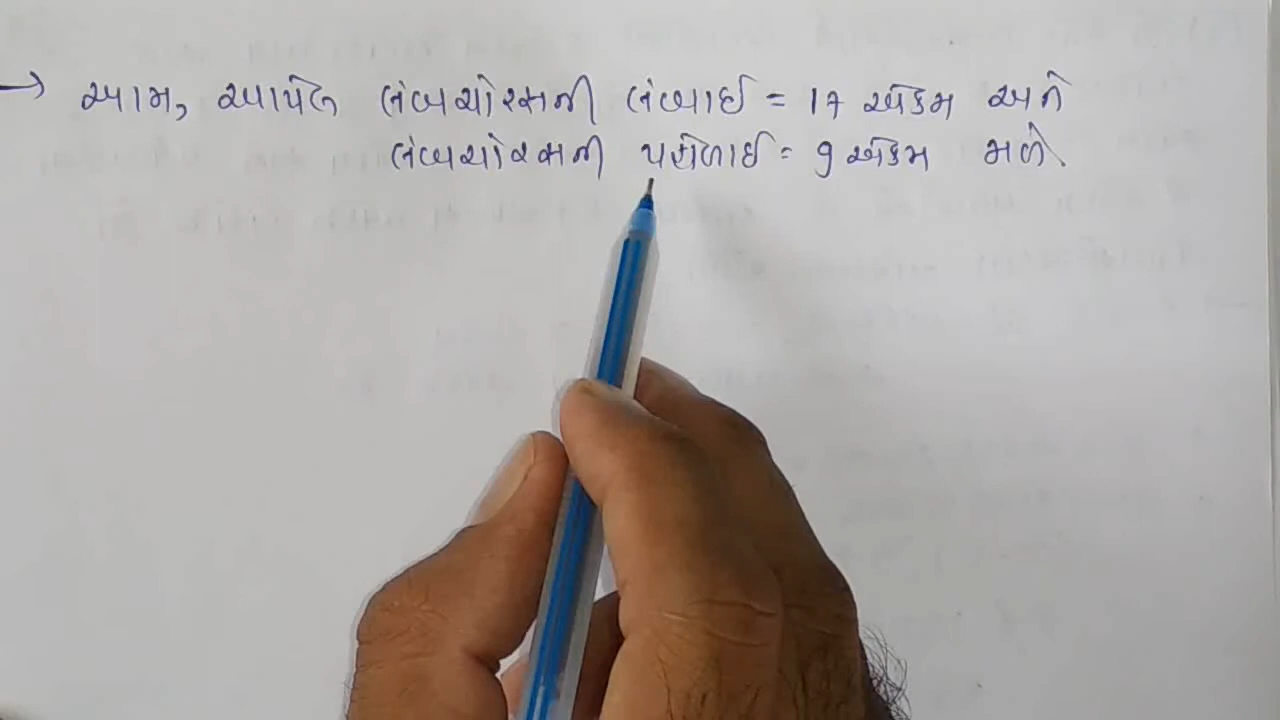 → આમ, આપેલ લંબચોરસની લંબાઈ = 17 એકમ અને
લંબચોરસની પહોળાઈ = 9 એકમ મળે.